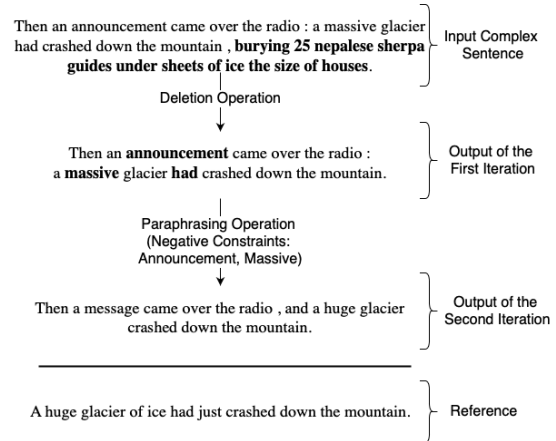 Then an announcement came over the radio : a massive glacier
had crashed down the mountain , burying 25 nepalese sherpa
guides under sheets of ice the size of houses.
Input Complex
Sentence
Deletion Operation
Then an announcement came over the radio :
a massive glacier had crashed down the mountain.
Output of the
First Iteration
Paraphrasing Operation
(Negative Constraints:
Announcement, Massive)
Then a message came over the radio , and a huge glacier
crashed down the mountain.
Output of the
Second Iteration
A huge glacier of ice had just crashed down the mountain.
Reference